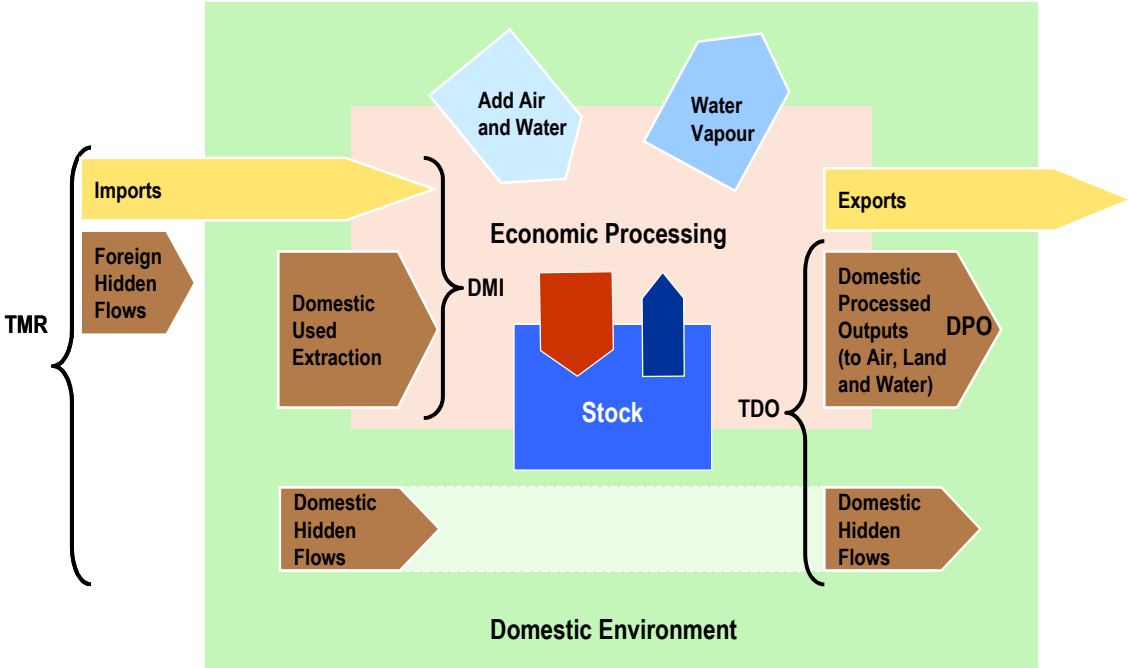 Add Air
and Water
Water
Vapour
Imports
Exports
Economic Processing
Foreign
Hidden
Flows
TMR
Domestic
Used
Extraction
DMI
Domestic
Processed
Outputs
(to Air, Land
and Water)
DPO
Stock
TDO
Domestic
Hidden
Flows
Domestic
Hidden
Flows
Domestic Environment